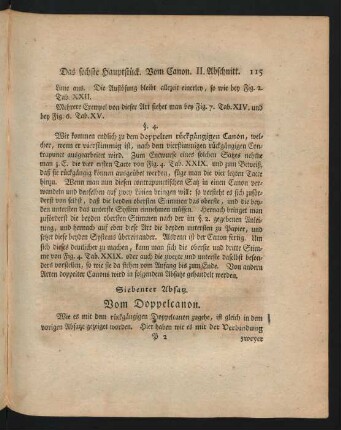 Das sechste Hauptstück. Vom Canon. II. Abschnitt. 115
Linie aus. Die Auflösung bleibt allezeit einerley, so wie bey Fig. 2.
Tab. XXII.
Mehrere Exempel von dieser Art siehet man bey Fig. 7. Tab. XIV. und
bey Fig. 6. Tab. XV.
§. 4.
Wir kommen endlich zu dem doppelten rückgängigen Canon, wel-
cher, wenn er vierstimmig ist, nach dem vierstimmigen rückgängigen Con-
trapunct ausgearbeitet wird. Zum Entwurfe eines solchen Satzes nehme
man z. E. die vier ersten Tacte von Fig. 4. Tab. XXIX. und zum Beweiß,
daß sie rückgängig können ausgeübet werden, füge man die vier letzten Tacte
hinzu. Wenn man nun diesen contrapunctischen Satz in einen Canon ver-
wandeln und denselben auf zwey Linien bringen will: so versteht es sich zuför-
derst von selbst, daß die beyden obersten Stimmen das oberste, und die bey-
den untersten das unterste System einnehmen müssen. Hernach bringet man
zuförderst die beyden obersten Stimmen nach der im §. 2. gegebenen Anlei-
tung, und hernach auf eben diese Art die beyden untersten zu Papier, und
setzet diese beyden Systems übereinander. Alsdenn ist der Canon fertig. Um
sich dieses deutlicher zu machen, kann man sich die oberste und dritte Stim-
me von Fig. 4. Tab. XXIX. oder auch die zweyte und unterste deselbst beson-
ders vorstellen, so wie sie da stehen vom Anfang bis zum Ende. Von andern
Arten doppelter Canons wird in folgendem Absatze gehandelt werden.
Siebenter Absatz.
Vom Doppelcanon.
Wie es mit dem rückgängigen Doppelcanon zugehe, ist gleich in dem
vorigen Absatze gezeiget worden. Hier haben wir es mit der Verbindung
P 2 zweyer